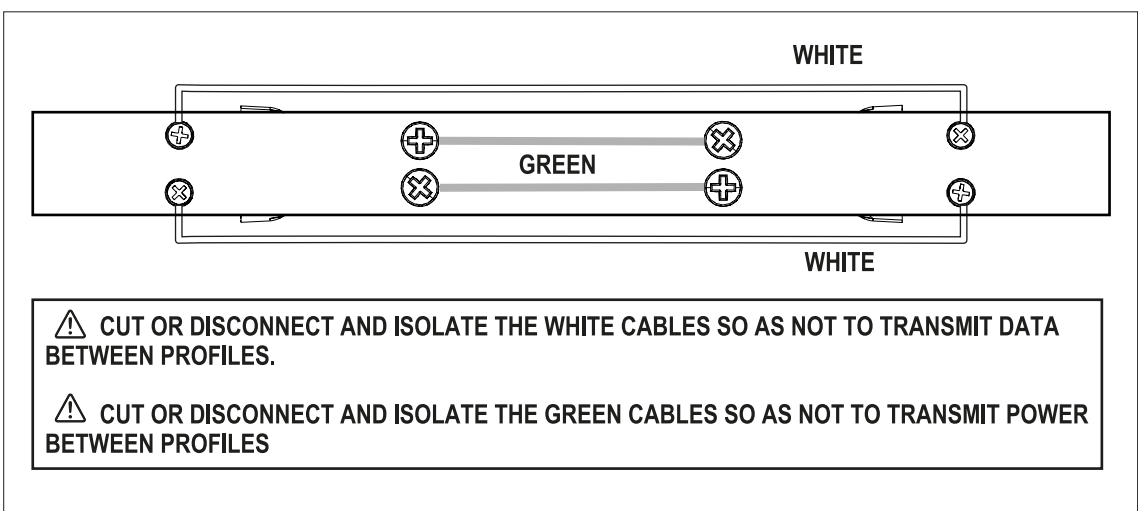 WHITE
GREEN
WHITE
CUT OR DISCONNECT AND ISOLATE THE WHITE CABLES SO AS NOT TO TRANSMIT DATA
BETWEEN PROFILES.
CUT OR DISCONNECT AND ISOLATE THE GREEN CABLES SO AS NOT TO TRANSMIT POWER
BETWEEN PROFILES